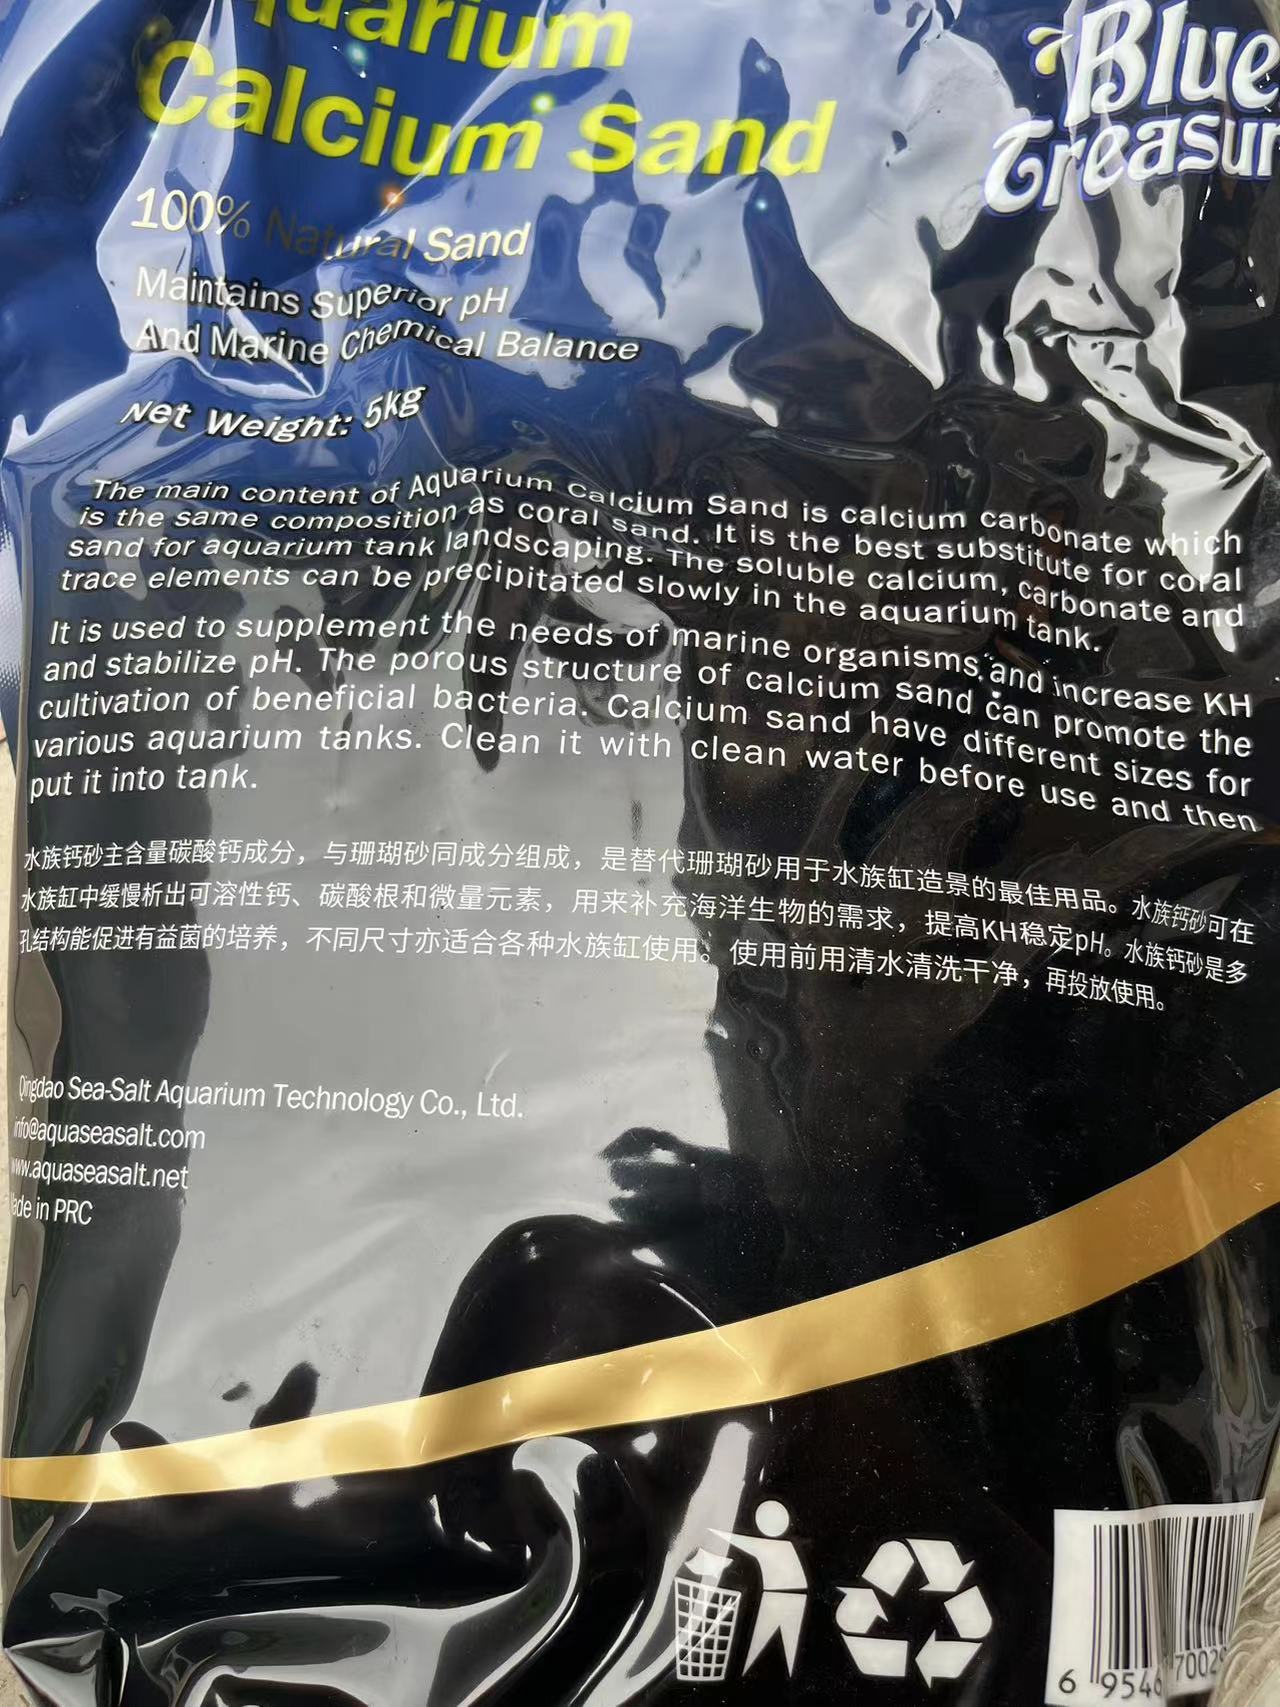 Aquarium
Calcium Sand
Blue
Treasur
100% Natural Sand
Maintains Superior pH
And Marine Chemical Balance
Net Weight: 5kg
The main content of Aquarium Calcium Sand is calcium carbonate which
is the same composition as coral sand. It is the best substitute for coral
sand for aquarium tank landscaping. The soluble calcium, carbonate and
trace elements can be precipitated slowly in the aquarium tank.
It is used to supplement the needs of marine organisms, and increase KH
and stabilize pH. The porous structure of calcium sand can promote the
cultivation of beneficial bacteria. Calcium sand have different sizes for
various aquarium tanks. Clean it with clean water before use and then
put it into tank.
水族钙砂主含量碳酸钙成分，与珊瑚砂同成分组成，是替代珊瑚砂用于水族缸造景的最佳用品。水族钙砂可在
水族缸中缓慢析出可溶性钙、碳酸根和微量元素，用来补充海洋生物的需求，提高KH稳定pH。水族钙砂是多
孔结构能促进有益菌的培养，不同尺寸亦适合各种水族缸使用。使用前用清水清洗干净，再投放使用。
Qingdao Sea-Salt Aquarium Technology Co., Ltd.
info@aquaseasalt.com
www.aquaseasalt.net
Made in PRC
6 9546 7002